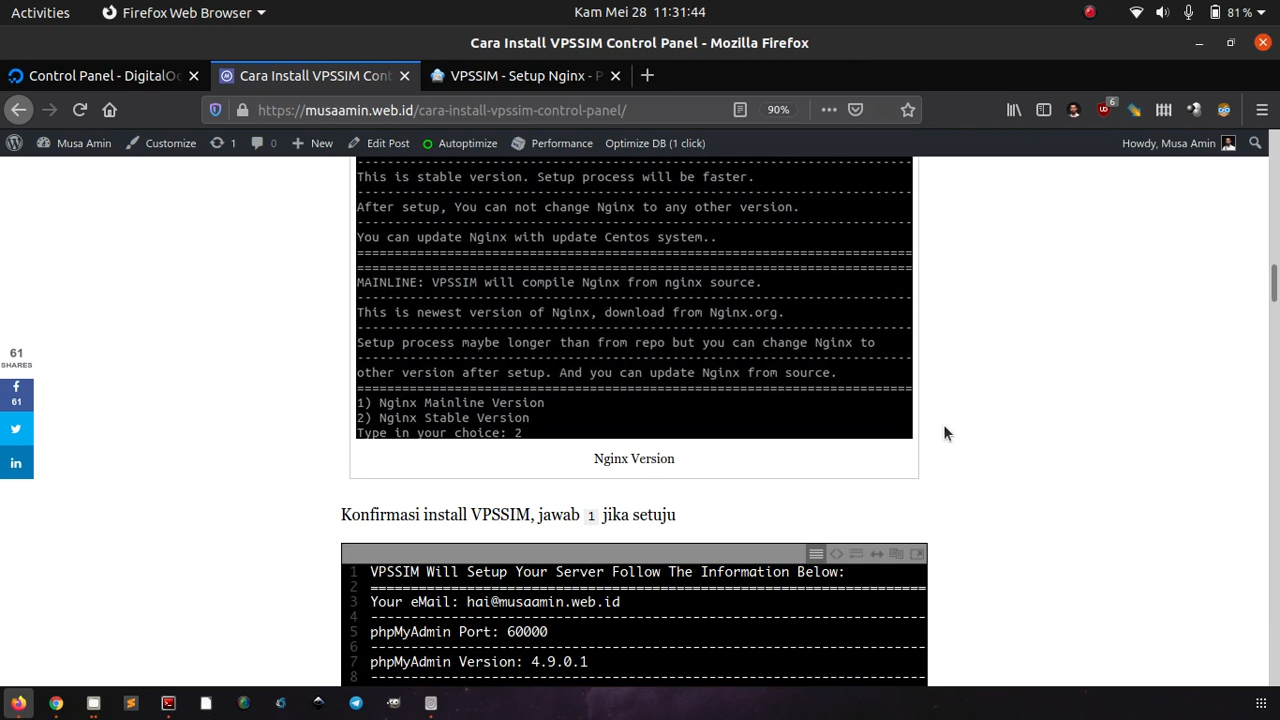 Activities Firefox Web Browser Kam Mei 28 11:31:44 81 %
Cara Install VPSSIM Control Panel - Mozilla Firefox
Control Panel - DigitalOc Cara Install VPSSIM Cont VPSSIM - Setup Nginx - P
https://musaamin.web.id/cara-install-vpssim-control-panel/ 90% 6
Musa Amin Customize 1 0 New Edit Post Autoptimize Performance Optimize DB (1 click) Howdy, Musa Amin
This is stable version. Setup process will be faster.
After setup, You can not change Nginx to any other version.
You can update Nginx with update Centos system..
MAINLINE: VPSSIM will compile Nginx from nginx source.
This is newest version of Nginx, download from Nginx.org.
Setup process maybe longer than from repo but you can change Nginx to
other version after setup. And you can update Nginx from source.
1) Nginx Mainline Version
2) Nginx Stable Version
Type in your choice: 2
Nginx Version
61
SHARES
61
Konfirmasi install VPSSIM, jawab 1 jika setuju
1 VPSSIM Will Setup Your Server Follow The Information Below:
2 =====================================================================
3 Your eMail: hai@musaamin.web.id
4 ---------------------------------------------------------------------
5 phpMyAdmin Port: 60000
6 ---------------------------------------------------------------------
7 phpMyAdmin Version: 4.9.0.1
8 ---------------------------------------------------------------------